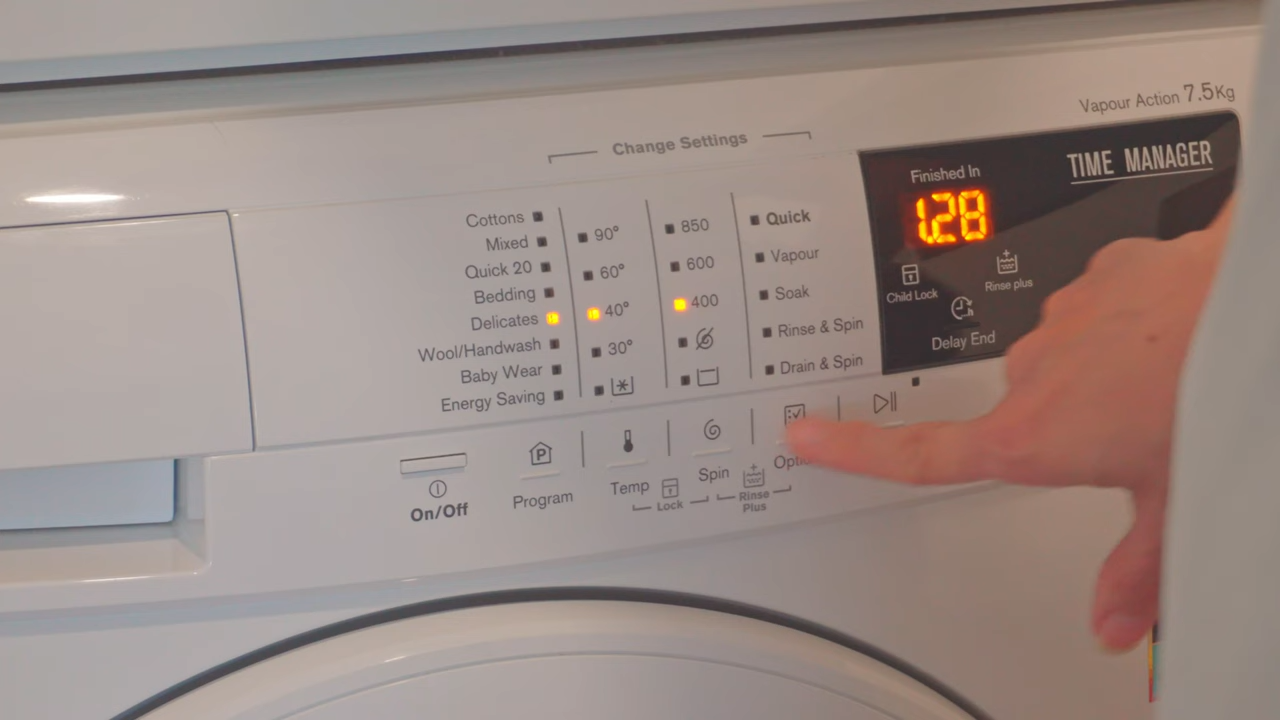 Vapour Action 7.5Kg
Change Settings
TIME MANAGER
Finished In
1.28
Child Lock
Rinse plus
Delay End
Cottons
Mixed
Quick 20
Bedding
Delicates
Wool/Handwash
Baby Wear
Energy Saving
90°
60°
40°
30°
850
600
400
Quick
Vapour
Soak
Rinse & Spin
Drain & Spin
On/Off
P
Program
Temp
Spin
Lock
Rinse
Plus